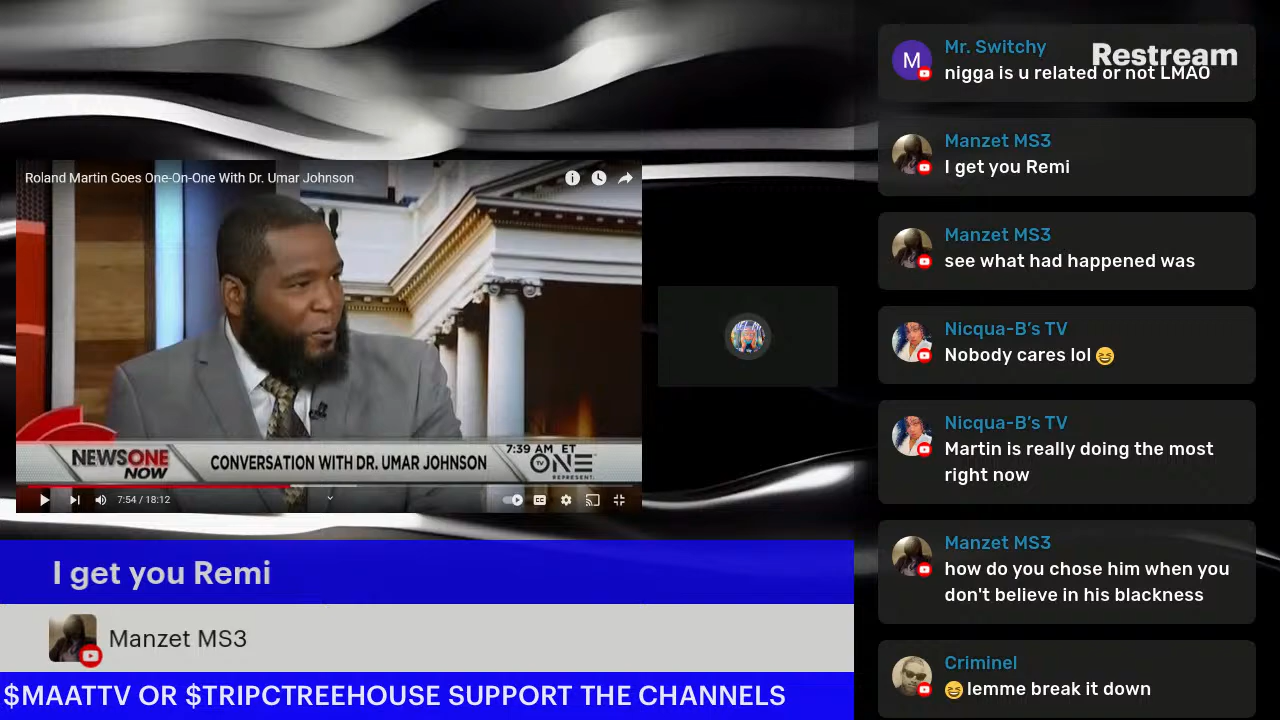 Roland Martin Goes One-On-One With Dr. Umar Johnson
NEWSONE
NOW
CONVERSATION WITH DR. UMAR JOHNSON
7:39 AM ET
TV ONE
REPRESENT.
7:54 / 18:12
I get you Remi
Manzet MS3
$MAATTV OR $TRIPCTREEHOUSE SUPPORT THE CHANNELS
Restream
M
Mr. Switchy
nigga is u related or not LMAO
Manzet MS3
I get you Remi
Manzet MS3
see what had happened was
Nicqua-B’s TV
Nobody cares lol 😆
Nicqua-B’s TV
Martin is really doing the most
right now
Manzet MS3
how do you chose him when you
don't believe in his blackness
Criminel
😆 lemme break it down